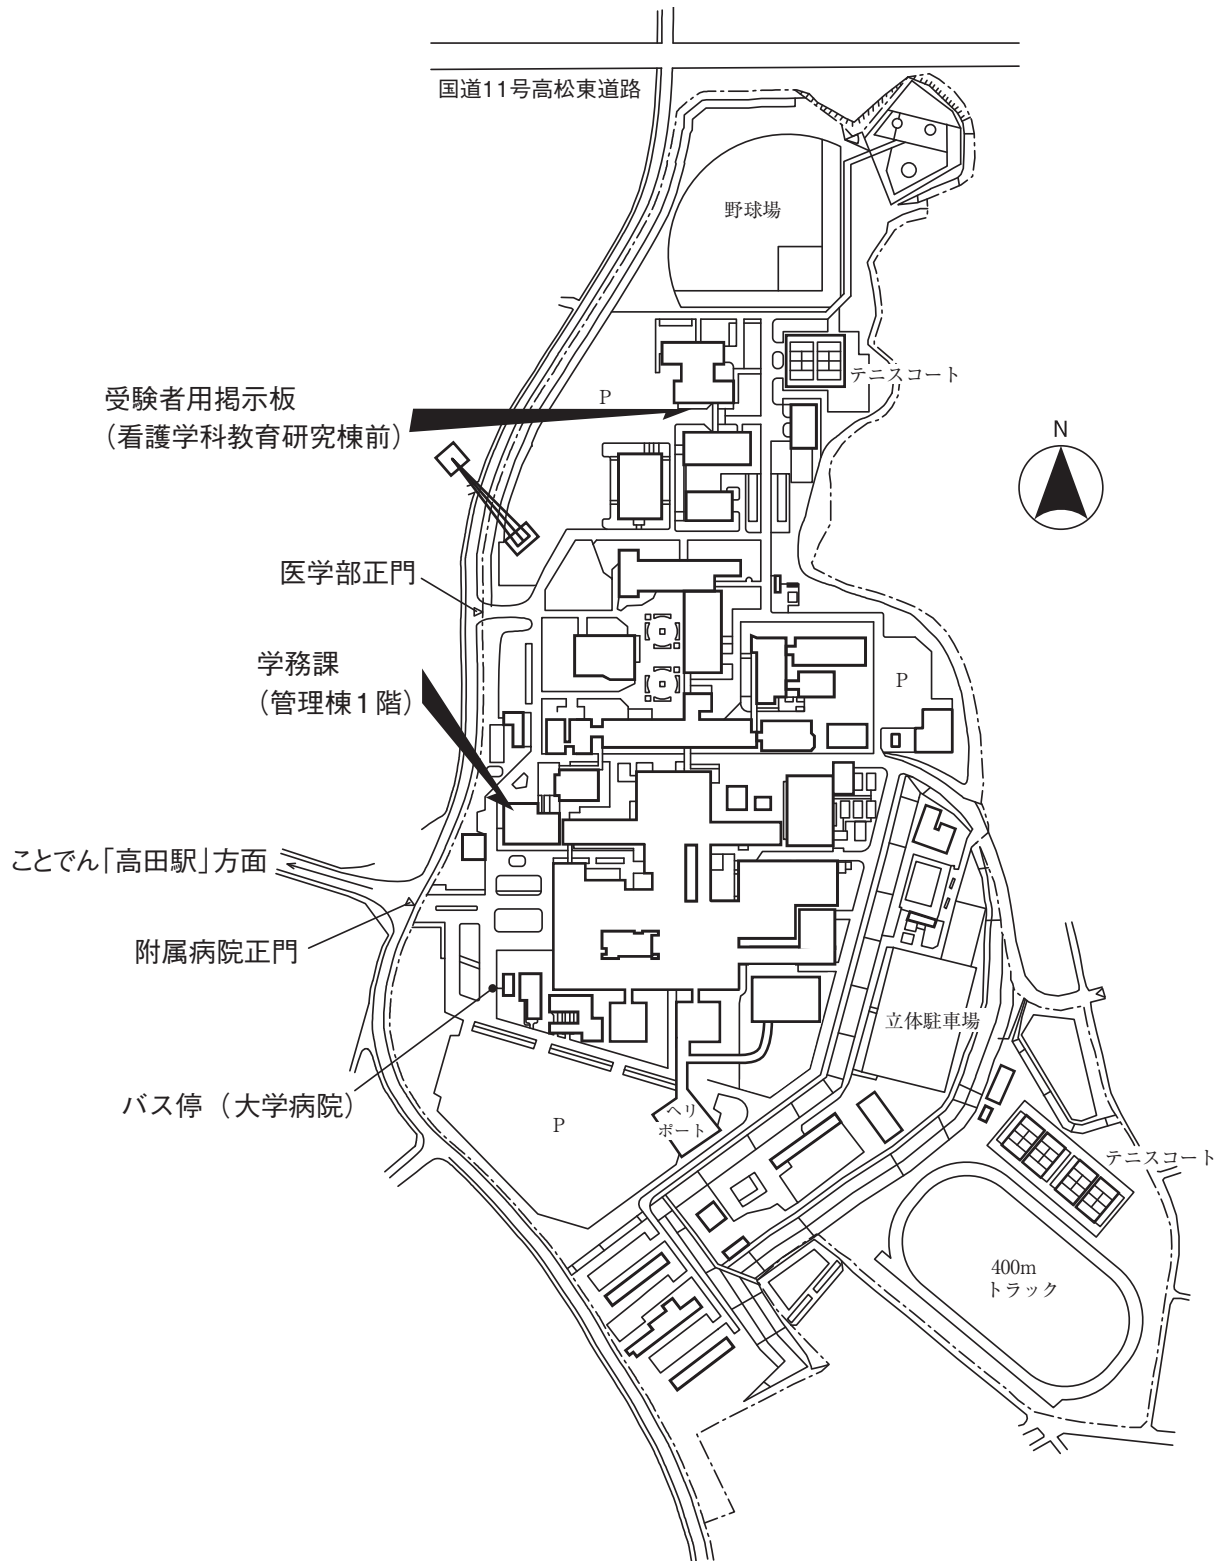 国道11号高松東道路
野球場
テニスコート
受験者用掲示板
（看護学科教育研究棟前）
P
N
医学部正門
学務課
（管理棟1階）
P
ことでん「高田駅」方面
附属病院正門
立体駐車場
バス停（大学病院）
P
ヘリ
ポート
テニスコート
400m
トラック